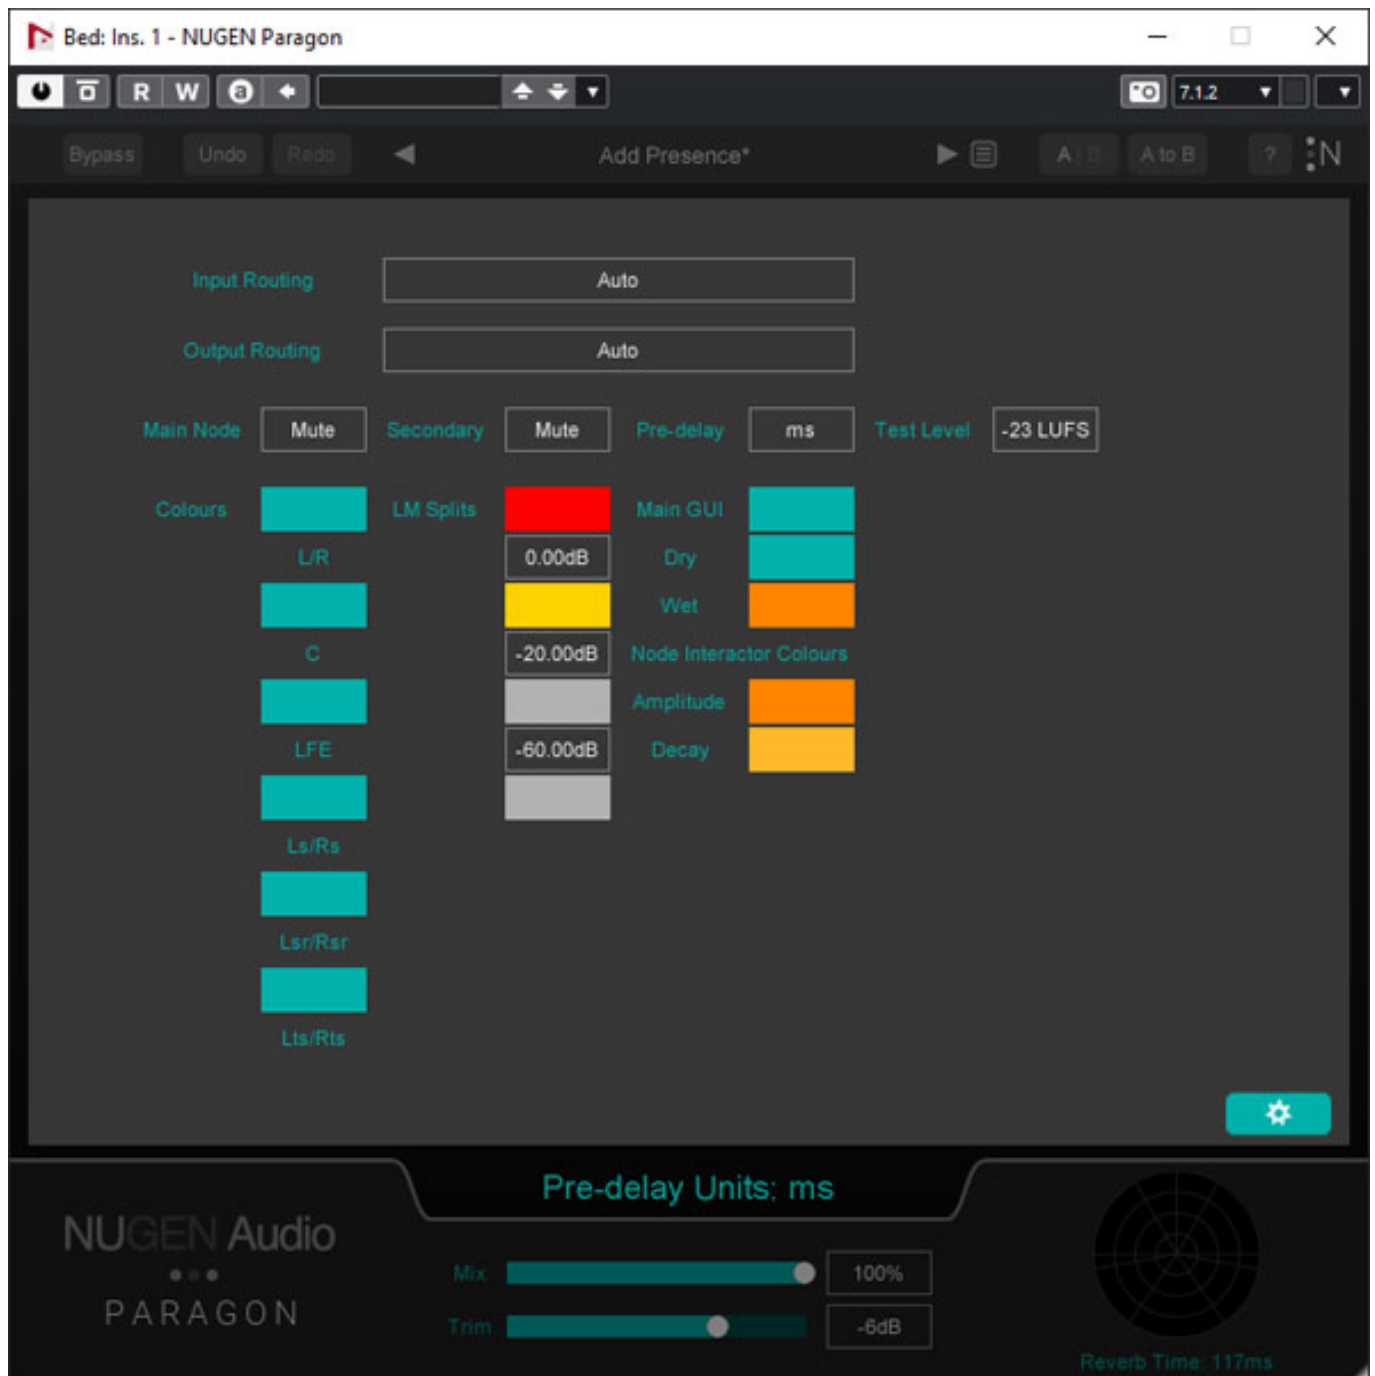 Bed: Ins. 1 - NUGEN Paragon
R W a 7.1.2
Bypass Undo Redo Add Presence* A | B A to B ? N
Input Routing Auto
Output Routing Auto
Main Node Mute Secondary Mute Pre-delay ms Test Level -23 LUFS
Colours LM Splits Main GUI
L/R 0.00dB Dry
Wet
C -20.00dB Node Interactor Colours
Amplitude
LFE -60.00dB Decay
Ls/Rs
Lsr/Rsr
Lts/Rts
Pre-delay Units: ms
NUGEN Audio
PARAGON
Mix 100%
Trim -6dB
Reverb Time: 117ms